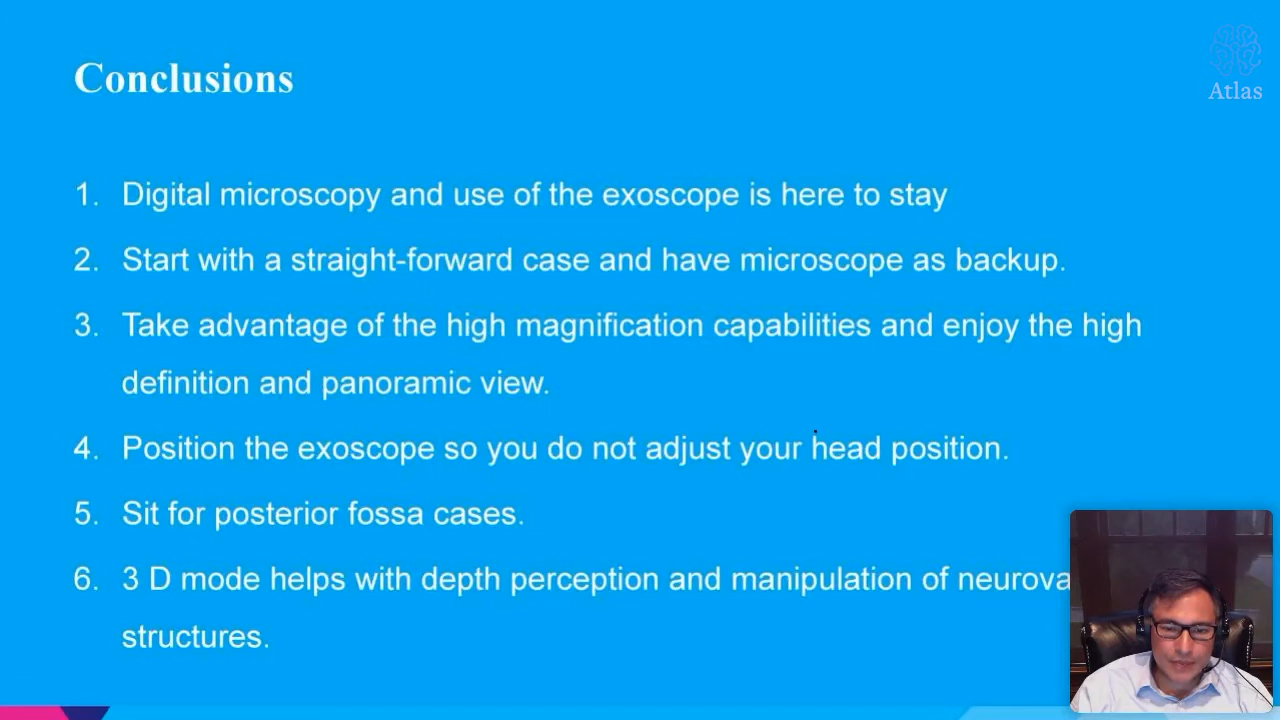 Conclusions
Atlas
1. Digital microscopy and use of the exoscope is here to stay
2. Start with a straight-forward case and have microscope as backup.
3. Take advantage of the high magnification capabilities and enjoy the high
definition and panoramic view.
4. Position the exoscope so you do not adjust your head position.
5. Sit for posterior fossa cases.
6. 3 D mode helps with depth perception and manipulation of
structures.